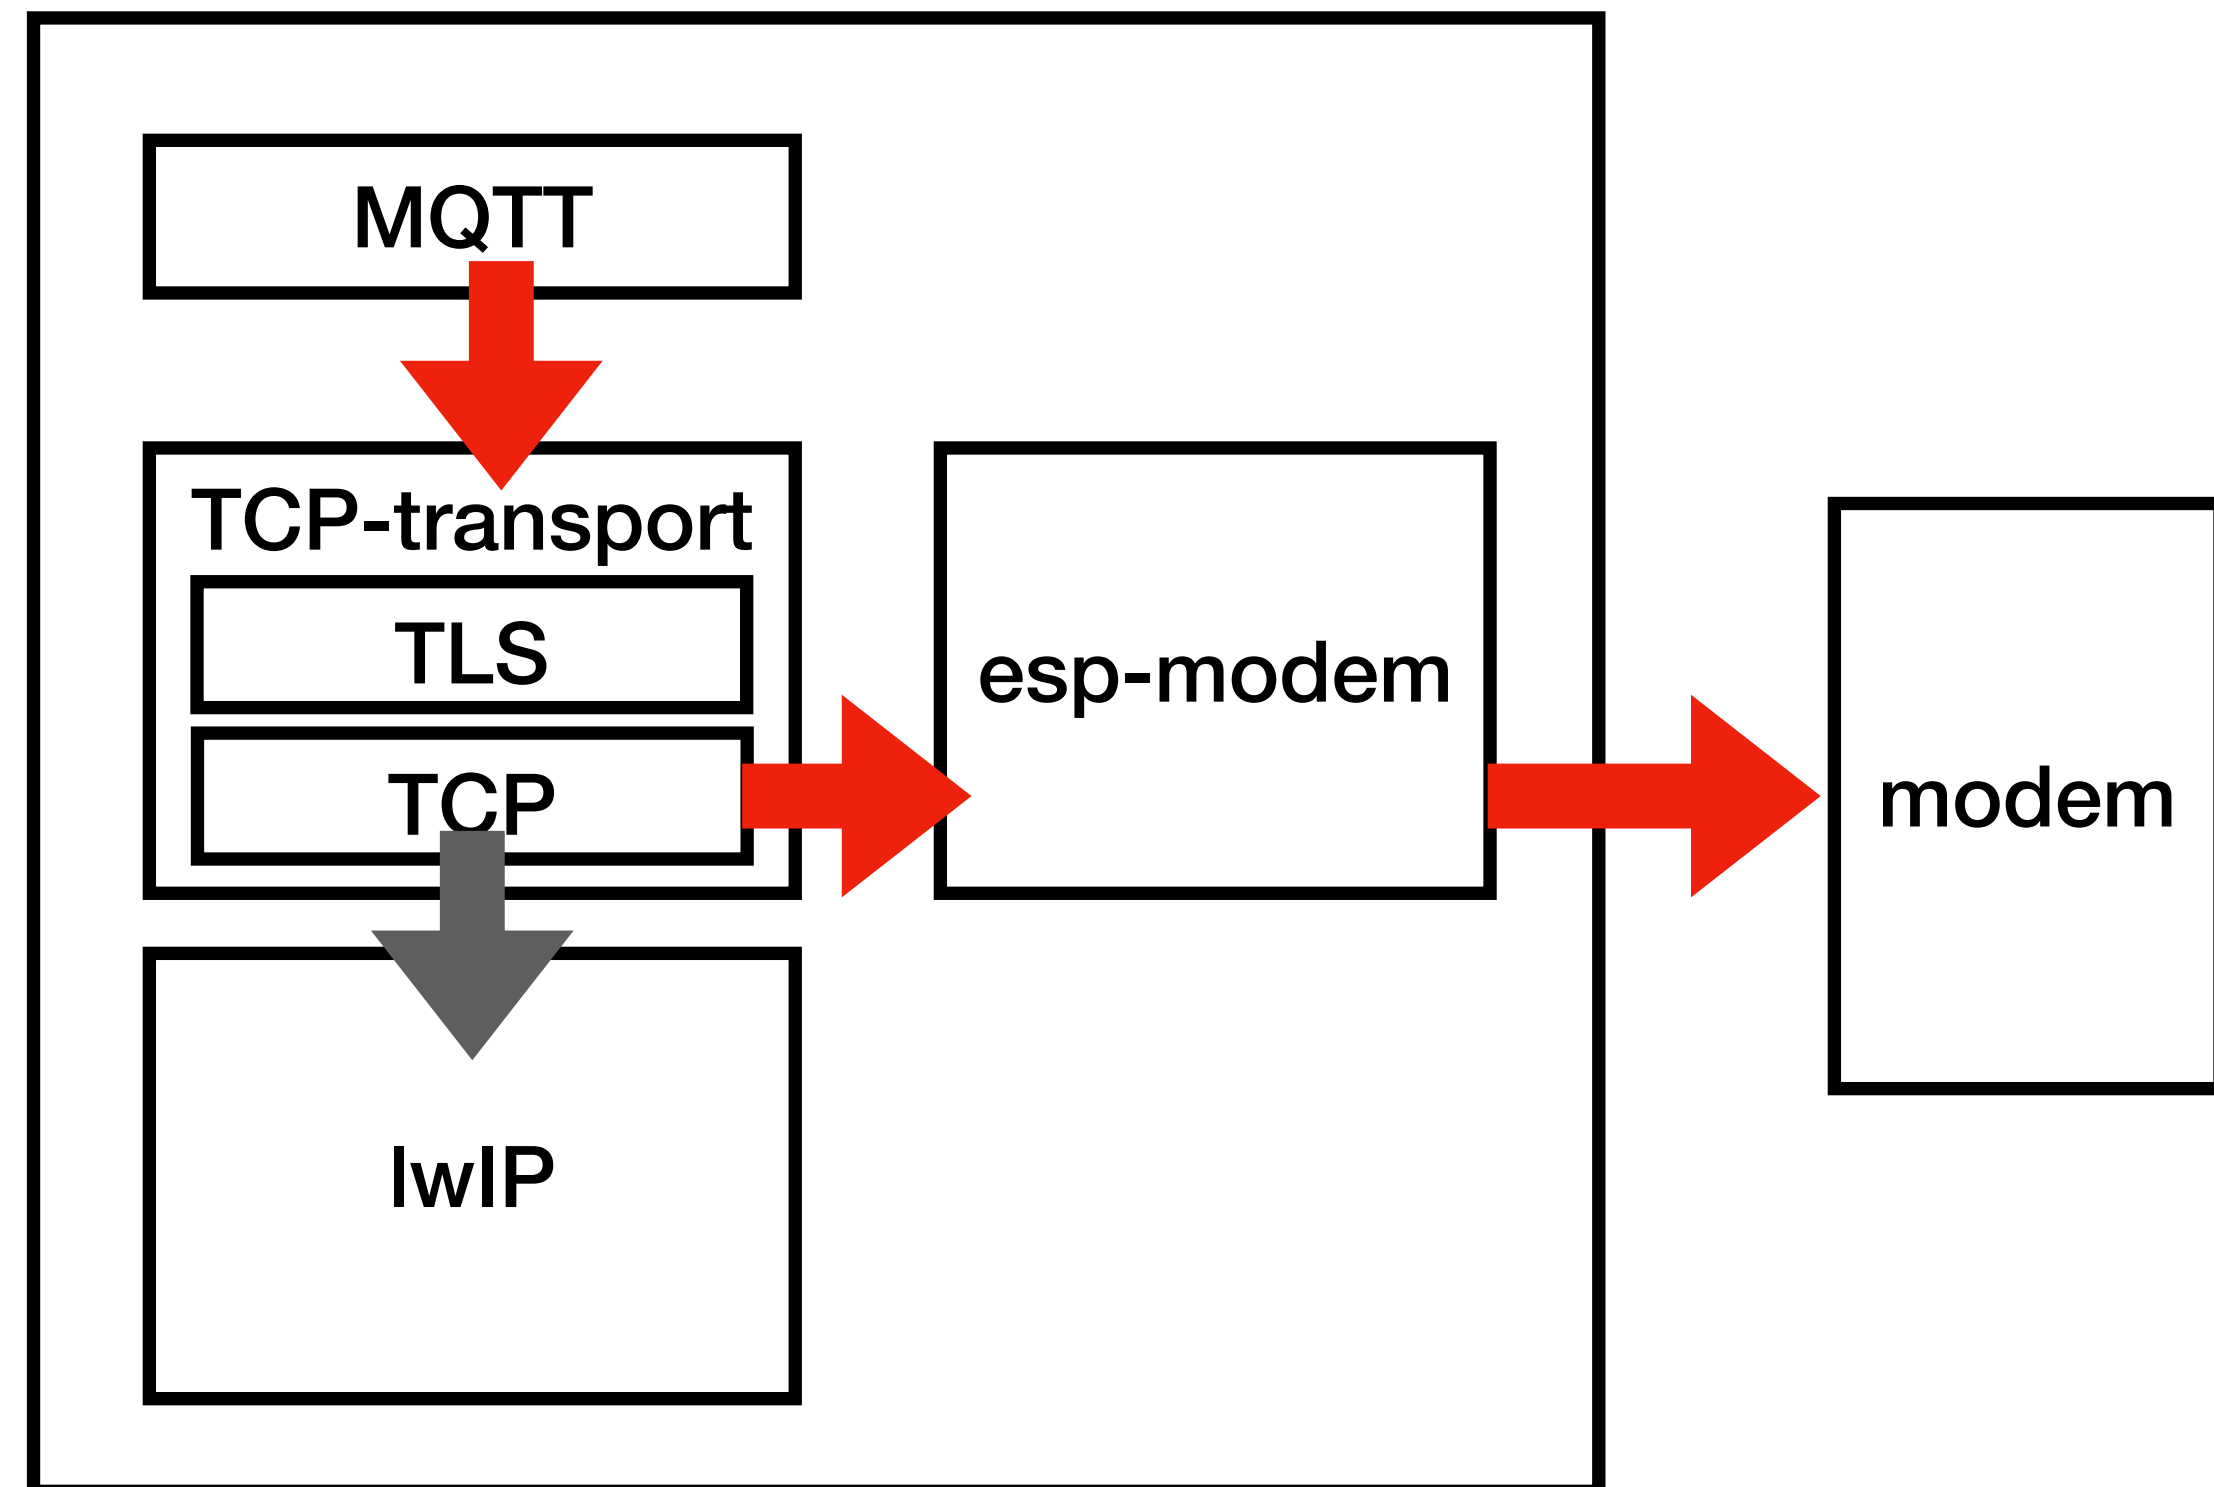 MQTT
TCP-transport
TLS
TCP
esp-modem
modem
lwIP